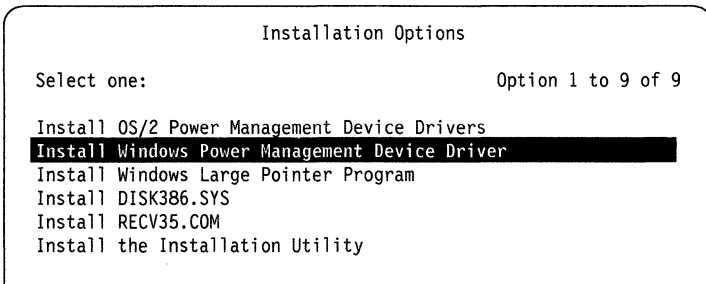 Installation Options
Select one: Option 1 to 9 of 9
Install OS/2 Power Management Device Drivers
Install Windows Power Management Device Driver
Install Windows Large Pointer Program
Install DISK386.SYS
Install RECV35.COM
Install the Installation Utility